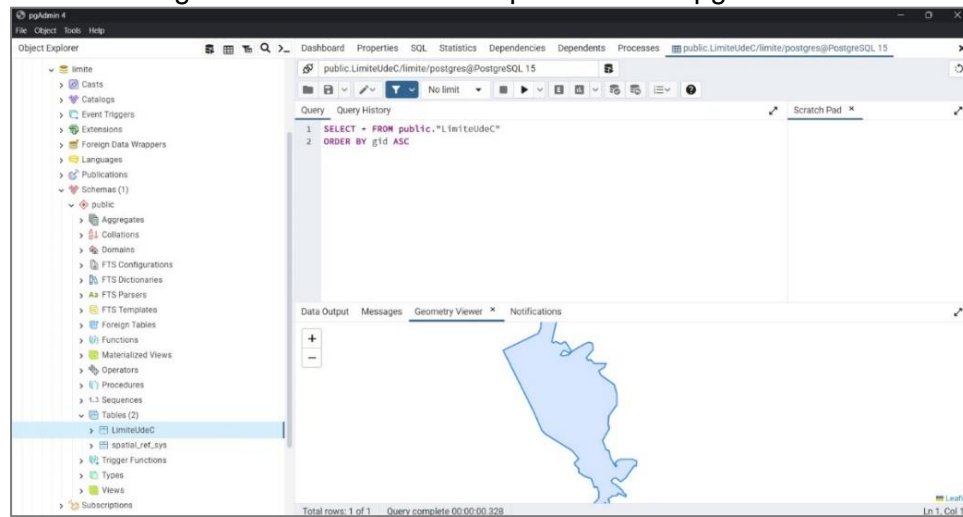 pgAdmin 4
File Object Tools Help
Object Explorer
Dashboard Properties SQL Statistics Dependencies Dependents Processes public.LimiteUdeC/limite/postgres@PostgreSQL 15
limite
Casts
Catalogs
Event Triggers
Extensions
Foreign Data Wrappers
Languages
Publications
Schemas (1)
public
Aggregates
Collations
Domains
FTS Configurations
FTS Dictionaries
FTS Parsers
FTS Templates
Foreign Tables
Functions
Materialized Views
Operators
Procedures
1..3 Sequences
Tables (2)
LimiteUdeC
spatial_ref_sys
Trigger Functions
Types
Views
Subscriptions
public.LimiteUdeC/limite/postgres@PostgreSQL 15
No limit
Query Query History
Scratch Pad
1 SELECT * FROM public."LimiteUdeC"
2 ORDER BY gid ASC
Data Output Messages Geometry Viewer Notifications
+
−
Leafl
Total rows: 1 of 1 Query complete 00:00:00.328
Ln 1, Col 1